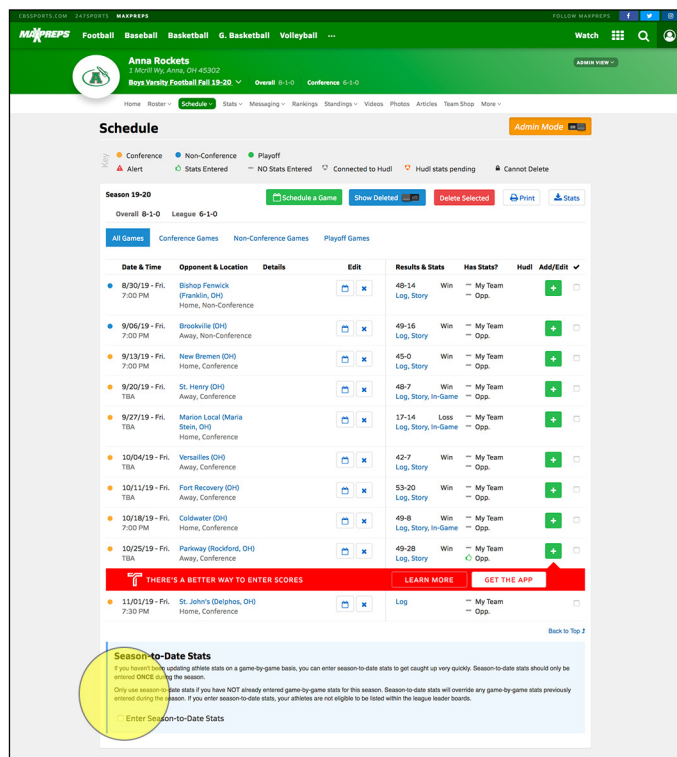 CBSSPORTS.COM 247SPORTS MAXPREPS FOLLOW MAXPREPS
MAXPREPS Football Baseball Basketball G. Basketball Volleyball ... Watch
Anna Rockets ADMIN VIEW
1 Mcrill Wy, Anna, OH 45302
Boys Varsity Football Fall 19-20 Overall 8-1-0 Conference 6-1-0
Home Roster Schedule Stats Messaging Rankings Standings Videos Photos Articles Team Shop More
Schedule Admin Mode
Key Conference Non-Conference Playoff
Alert Stats Entered NO Stats Entered Connected to Hudl Hudl stats pending Cannot Delete
Season 19-20 Schedule a Game Show Deleted Delete Selected Print Stats
Overall 8-1-0 League 6-1-0
All Games Conference Games Non-Conference Games Playoff Games
Date & Time Opponent & Location Details Edit Results & Stats Has Stats? Hudl Add/Edit
8/30/19 - Fri. Bishop Fenwick 48-14 Win — My Team
7:00 PM (Franklin, OH) Log, Story — Opp.
Home, Non-Conference
9/06/19 - Fri. Brookville (OH) 49-16 Win — My Team
7:00 PM Away, Non-Conference Log, Story — Opp.
9/13/19 - Fri. New Bremen (OH) 45-0 Win — My Team
7:00 PM Home, Conference Log, Story — Opp.
9/20/19 - Fri. St. Henry (OH) 48-7 Win — My Team
TBA Away, Conference Log, Story, In-Game — Opp.
9/27/19 - Fri. Marion Local (Maria 17-14 Loss — My Team
TBA Stein, OH) Log, Story, In-Game — Opp.
Home, Conference
10/04/19 - Fri. Versailles (OH) 42-7 Win — My Team
TBA Away, Conference Log, Story — Opp.
10/11/19 - Fri. Fort Recovery (OH) 53-20 Win — My Team
TBA Away, Conference Log, Story — Opp.
10/18/19 - Fri. Coldwater (OH) 49-8 Win — My Team
7:00 PM Home, Conference Log, Story, In-Game — Opp.
10/25/19 - Fri. Parkway (Rockford, OH) 49-28 Win — My Team
TBA Away, Conference Log, Story Opp.
THERE'S A BETTER WAY TO ENTER SCORES LEARN MORE GET THE APP
11/01/19 - Fri. St. John's (Delphos, OH) Log — My Team
7:30 PM Home, Conference — Opp.
Back to Top
Season-to-Date Stats
If you haven't been updating athlete stats on a game-by-game basis, you can enter season-to-date stats to get caught up very quickly. Season-to-date stats should only be
entered ONCE during the season.
Only use season-to-date stats if you have NOT already entered game-by-game stats for this season. Season-to-date stats will override any game-by-game stats previously
entered during the season. If you enter season-to-date stats, your athletes are not eligible to be listed within the league leader boards.
Enter Season-to-Date Stats